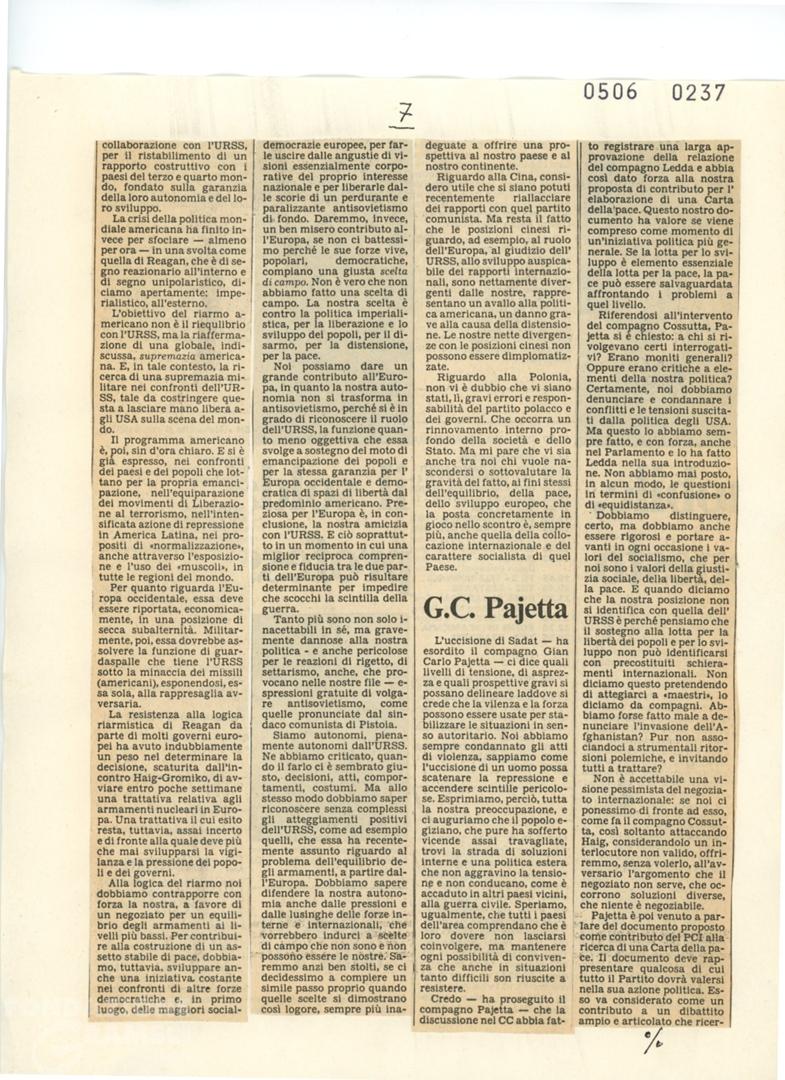 0506 0237
7
collaborazione con l'URSS,
per il ristabilimento di un
rapporto costruttivo con i
paesi del terzo e quarto mon-
do, fondato sulla garanzia
della loro autonomia e del lo-
ro sviluppo.
La crisi della politica mon-
diale americana ha finito in-
vece per sfociare — almeno
per ora — in una svolta come
quella di Reagan, che è di se-
gno reazionario all'interno e
di segno unipolaristico, di-
ciamo apertamente: impe-
rialistico, all'esterno.
L'obiettivo del riarmo a-
mericano non è il riequlibrio
con l'URSS, ma la riafferma-
zione di una globale, indi-
scussa, supremazia america-
na. E, in tale contesto, la ri-
cerca di una supremazia mi-
litare nei confronti dell'UR-
SS, tale da costringere que-
sta a lasciare mano libera a-
gli USA sulla scena del mon-
do.
Il programma americano
è, poi, sin d'ora chiaro. E si è
già espresso, nei confronti
dei paesi e dei popoli che lot-
tano per la propria emanci-
pazione, nell'equiparazione
dei movimenti di Liberazio-
ne al terrorismo, nell'inten-
sificata azione di repressione
in America Latina, nei pro-
positi di «normalizzazione»,
anche attraverso l'esposizio-
ne e l'uso dei «muscoli», in
tutte le regioni del mondo.
Per quanto riguarda l'Eu-
ropa occidentale, essa deve
essere riportata, economica-
mente, in una posizione di
secca subalternità. Militar-
mente, poi, essa dovrebbe as-
solvere la funzione di guar-
daspalle che tiene l'URSS
sotto la minaccia dei missili
(americani), esponendosi, es-
sa sola, alla rappresaglia av-
versaria.
La resistenza alla logica
riarmistica di Reagan da
parte di molti governi euro-
pei ha avuto indubbiamente
un peso nel determinare la
decisione, scaturita dall'in-
contro Haig-Gromiko, di av-
viare entro poche settimane
una trattativa relativa agli
armamenti nucleari in Euro-
pa. Una trattativa il cui esito
resta, tuttavia, assai incerto
e di fronte alla quale deve più
che mai svilupparsi la vigi-
lanza e la pressione dei popo-
li e dei governi.
Alla logica del riarmo noi
dobbiamo contrapporre con
forza la nostra, a favore di
un negoziato per un equili-
brio degli armamenti ai li-
velli più bassi. Per contribui-
re alla costruzione di un as-
setto stabile di pace, dobbia-
mo, tuttavia, sviluppare an-
che una iniziativa costante
nei confronti di altre forze
democratiche e, in primo
luogo, delle maggiori social-
democrazie europee, per far-
le uscire dalle angustie di vi-
sioni essenzialmente corpo-
rative del proprio interesse
nazionale e per liberarle dal-
le scorie di un perdurante e
paralizzante antisovietismo
di fondo. Daremmo, invece,
un ben misero contributo al-
l'Europa, se non ci battessi-
mo perché le sue forze vive,
popolari, democratiche,
compiano una giusta scelta
di campo. Non è vero che non
abbiamo fatto una scelta di
campo. La nostra scelta è
contro la politica imperiali-
stica, per la liberazione e lo
sviluppo dei popoli, per il di-
sarmo, per la distensione,
per la pace.
Noi possiamo dare un
grande contributo all'Euro-
pa, in quanto la nostra auto-
nomia non si trasforma in
antisovietismo, perché si è in
grado di riconoscere il ruolo
dell'URSS, la funzione quan-
to meno oggettiva che essa
svolge a sostegno del moto di
emancipazione dei popoli e
per la stessa garanzia per l'
Europa occidentale e demo-
cratica di spazi di libertà dal
predominio americano. Pre-
ziosa per l'Europa è, in con-
clusione, la nostra amicizia
con l'URSS. E ciò soprattut-
to in un momento in cui una
miglior reciproca compren-
sione e fiducia tra le due par-
ti dell'Europa può risultare
determinante per impedire
che scocchi la scintilla della
guerra.
Tanto più sono non solo i-
nacettabili in sé, ma grave-
mente dannose alla nostra
politica - e anche pericolose
per le reazioni di rigetto, di
settarismo, anche, che pro-
vocano nelle nostre file — e-
spressioni gratuite di volga-
re antisovietismo, come
quelle pronunciate dal sin-
daco comunista di Pistoia.
Siamo autonomi, piena-
mente autonomi dall'URSS.
Ne abbiamo criticato, quan-
do il farlo ci è sembrato giu-
sto, decisioni, atti, compor-
tamenti, costumi. Ma allo
stesso modo dobbiamo saper
riconoscere senza complessi
gli atteggiamenti positivi
dell'URSS, come ad esempio
quelli, che essa ha recente-
mente assunto riguardo al
problema dell'equilibrio de-
gli armamenti, a partire dal-
l'Europa. Dobbiamo sapere
difendere la nostra autono-
mia anche dalle pressioni e
dalle lusinghe delle forze in-
terne e internazionali, che
vorrebbero indurci a scelte
di campo che non sono e non
possono essere le nostre. Sa-
remmo anzi ben stolti, se ci
decidessimo a compiere un
simile passo proprio quando
quelle scelte si dimostrano
così logore, sempre più ina-
deguate a offrire una pro-
spettiva al nostro paese e al
nostro continente.
Riguardo alla Cina, consi-
dero utile che si siano potuti
recentemente riallacciare
dei rapporti con quel partito
comunista. Ma resta il fatto
che le posizioni cinesi ri-
guardo, ad esempio, al ruolo
dell'Europa, al giudizio dell'
URSS, allo sviluppo auspica-
bile dei rapporti internazio-
nali, sono nettamente diver-
genti dalle nostre, rappre-
sentano un avallo alla politi-
ca americana, un danno gra-
ve alla causa della distensio-
ne. Le nostre nette divergen-
ze con le posizioni cinesi non
possono essere dimplomatiz-
zate.
Riguardo alla Polonia,
non vi è dubbio che vi siano
stati, lì, gravi errori e respon-
sabilità del partito polacco e
dei governi. Che occorra un
rinnovamento interno pro-
fondo della società e dello
Stato. Ma mi pare che vi sia
anche tra noi chi vuole na-
scondersi o sottovalutare la
gravità del fatto, ai fini stessi
dell'equilibrio, della pace,
dello sviluppo europeo, che
la posta concretamente in
gioco nello scontro è, sempre
più, anche quella della collo-
cazione internazionale e del
carattere socialista di quel
Paese.
G.C. Pajetta
L'uccisione di Sadat — ha
esordito il compagno Gian
Carlo Pajetta — ci dice quali
livelli di tensione, di asprez-
za e quali prospettive gravi si
possano delineare laddove si
crede che la vilenza e la forza
possono essere usate per sta-
bilizzare le situazioni in sen-
so autoritario. Noi abbiamo
sempre condannato gli atti
di violenza, sappiamo come
l'uccisione di un uomo possa
scatenare la repressione e
accendere scintille pericolo-
se. Esprimiamo, perciò, tutta
la nostra preoccupazione, e
ci auguriamo che il popolo e-
giziano, che pure ha sofferto
vicende assai travagliate,
trovi la strada di soluzioni
interne e una politica estera
che non aggravino la tensio-
ne e non conducano, come è
accaduto in altri paesi vicini,
alla guerra civile. Speriamo,
ugualmente, che tutti i paesi
dell'area comprendano che è
loro dovere non lasciarsi
coinvolgere, ma mantenere
ogni possibilità di conviven-
za che anche in situazioni
tanto difficili son riuscite a
resistere.
Credo — ha proseguito il
compagno Pajetta — che la
discussione nel CC abbia fat-
to registrare una larga ap-
provazione della relazione
del compagno Ledda e abbia
così dato forza alla nostra
proposta di contributo per l'
elaborazione di una Carta
della pace. Questo nostro do-
cumento ha valore se viene
compreso come momento di
un'iniziativa politica più ge-
nerale. Se la lotta per lo svi-
luppo è elemento essenziale
della lotta per la pace, la pa-
ce può essere salvaguardata
affrontando i problemi a
quel livello.
Riferendosi all'intervento
del compagno Cossutta, Pa-
jetta si è chiesto: a chi si ri-
volgevano certi interrogati-
vi? Erano moniti generali?
Oppure erano critiche a ele-
menti della nostra politica?
Certamente, noi dobbiamo
denunciare e condannare i
conflitti e le tensioni suscita-
ti dalla politica degli USA.
Ma questo lo abbiamo sem-
pre fatto, e con forza, anche
nel Parlamento e lo ha fatto
Ledda nella sua introduzio-
ne. Non abbiamo mai posto,
in alcun modo, le questioni
in termini di «confusione» o
di «equidistanza».
Dobbiamo distinguere,
certo, ma dobbiamo anche
essere rigorosi e portare a-
vanti in ogni occasione i va-
lori del socialismo, che per
noi sono i valori della giusti-
zia sociale, della libertà, del-
la pace. E quando diciamo
che la nostra posizione non
si identifica con quella dell'
URSS è perché pensiamo che
il sostegno alla lotta per la
libertà dei popoli e per lo svi-
luppo non può identificarsi
con precostituiti schiera-
menti internazionali. Non
diciamo questo pretendendo
di attegiarci a «maestri», lo
diciamo da compagni. Ab-
biamo forse fatto male a de-
nunciare l'invasione dell'A-
fghanistan? Pur non asso-
ciandoci a strumentali ritor-
sioni polemiche, e invitando
tutti a trattare?
Non è accettabile una vi-
sione pessimista del negozia-
to internazionale: se noi ci
ponessimo di fronte ad esso,
come fa il compagno Cossut-
ta, così soltanto attaccando
Haig, considerandolo un in-
terlocutore non valido, offri-
remmo, senza volerlo, all'av-
versario l'argomento che il
negoziato non serve, che oc-
corrono soluzioni diverse,
che niente è negoziabile.
Pajetta è poi venuto a par-
lare del documento proposto
come contributo del PCI alla
ricerca di una Carta della pa-
ce. Il documento deve rap-
presentare qualcosa di cui
tutto il Partito dovrà valersi
nella sua azione politica. Es-
so va considerato come un
contributo a un dibattito
ampio e articolato che ricer-
%